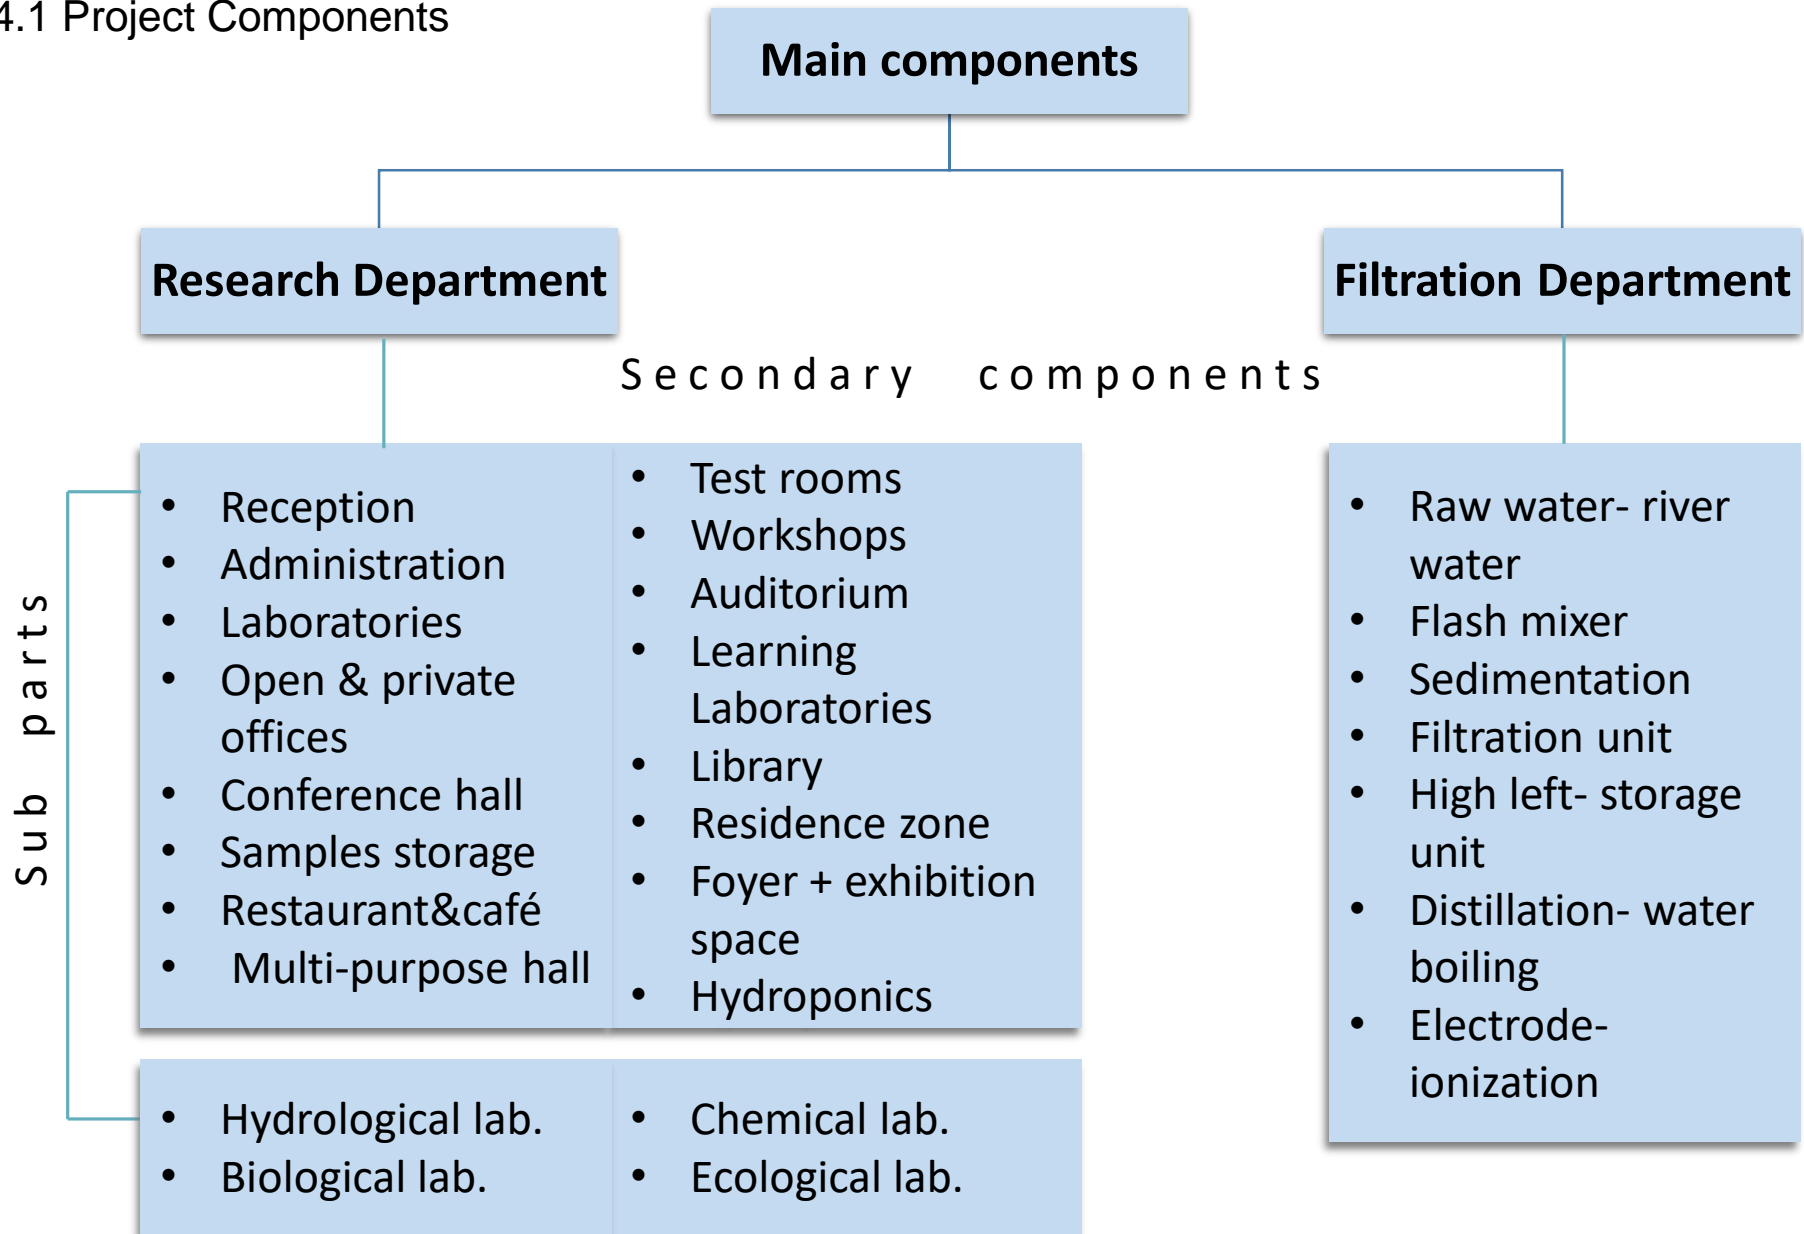 4.1 Project Components
Main components
Research Department
Filtration Department
Secondary components
Sub parts
• Reception
• Administration
• Laboratories
• Open & private
offices
• Conference hall
• Samples storage
• Restaurant&café
• Multi-purpose hall
• Test rooms
• Workshops
• Auditorium
• Learning
Laboratories
• Library
• Residence zone
• Foyer + exhibition
space
• Hydroponics
• Raw water- river
water
• Flash mixer
• Sedimentation
• Filtration unit
• High left- storage
unit
• Distillation- water
boiling
• Electrode-
ionization
• Hydrological lab.
• Biological lab.
• Chemical lab.
• Ecological lab.